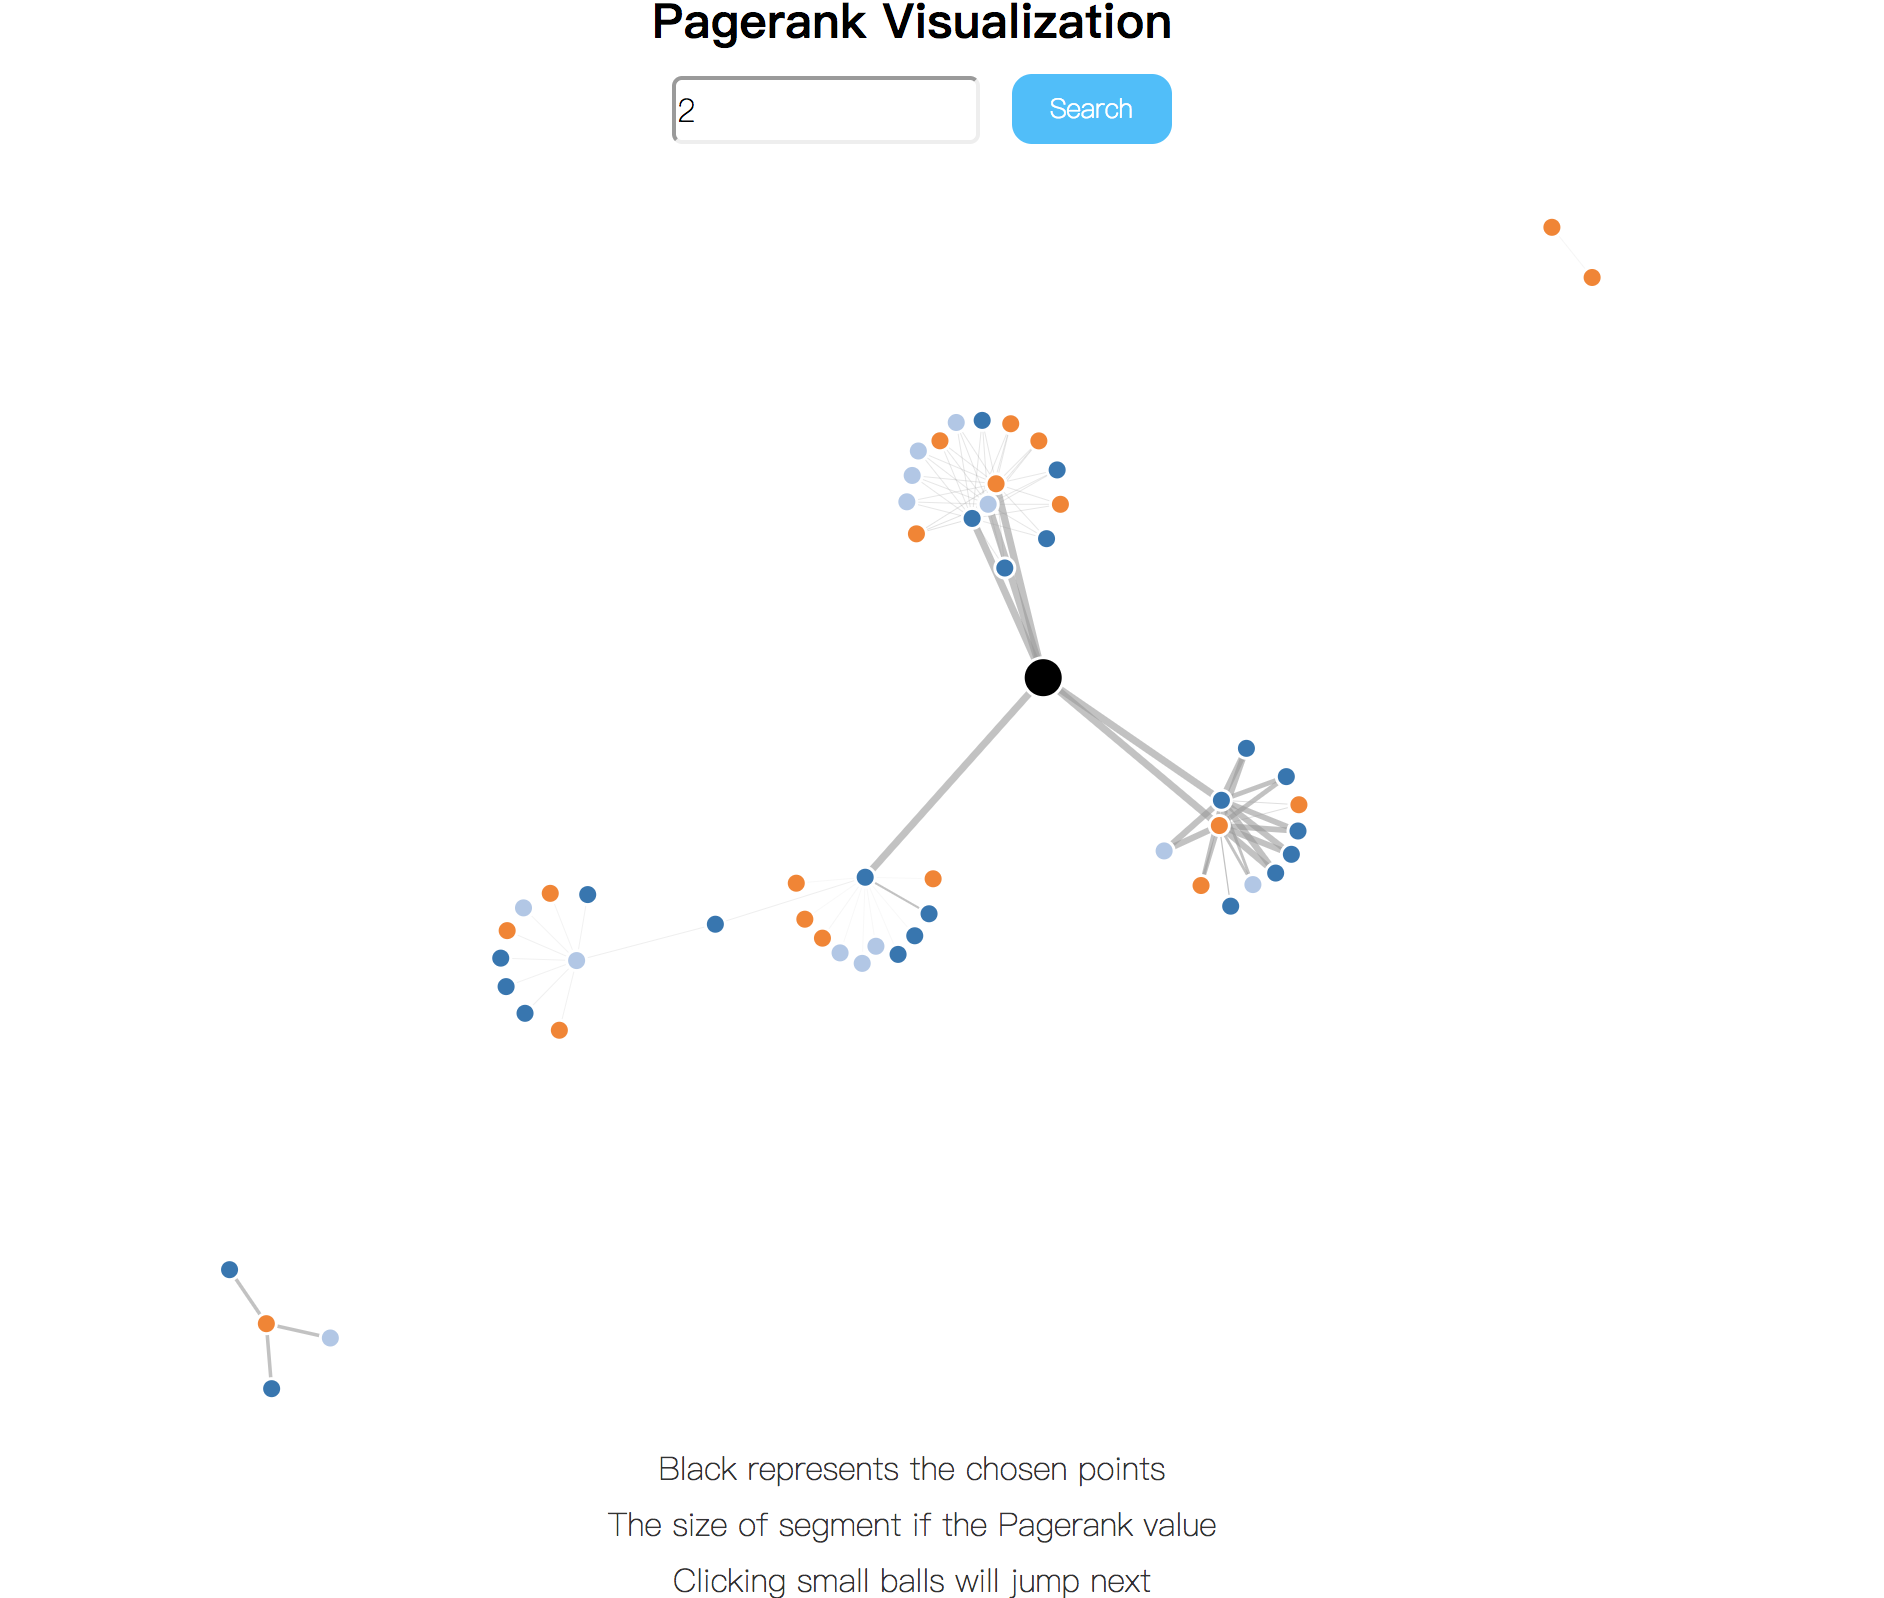 Pagerank Visualization
2
Search
Black represents the chosen points
The size of segment if the Pagerank value
Clicking small balls will jump next